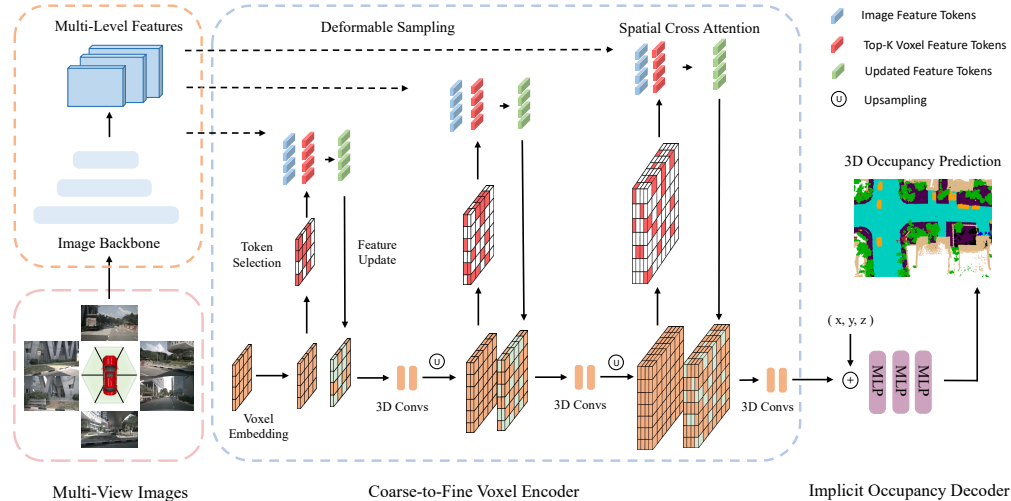 Multi-Level Features
Image Backbone
Deformable Sampling
Spatial Cross Attention
Token
Selection
Feature
Update
Voxel
Embedding
3D Convs
U
3D Convs
U
3D Convs
Image Feature Tokens
Top-K Voxel Feature Tokens
Updated Feature Tokens
U Upsampling
3D Occupancy Prediction
( x, y, z )
+
MLP
MLP
MLP
Multi-View Images
Coarse-to-Fine Voxel Encoder
Implicit Occupancy Decoder